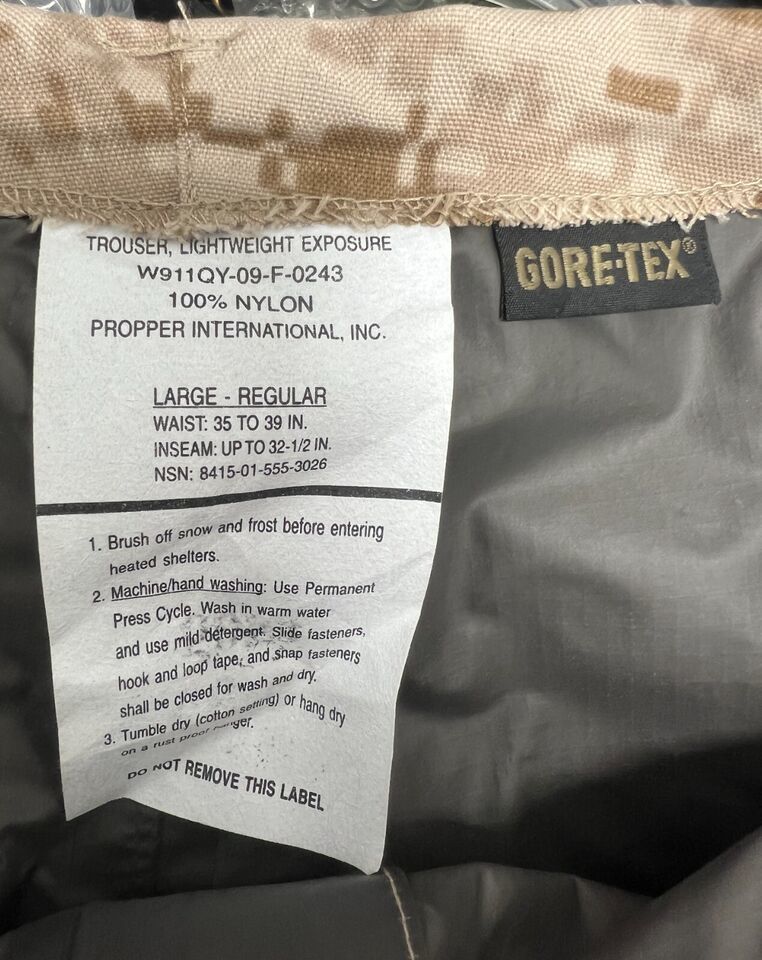 TROUSER, LIGHTWEIGHT EXPOSURE
W911QY-09-F-0243
100% NYLON
PROPPER INTERNATIONAL, INC.
LARGE - REGULAR
WAIST: 35 TO 39 IN.
INSEAM: UP TO 32-1/2 IN.
NSN: 8415-01-555-3026
1. Brush off snow and frost before entering
heated shelters.
2. Machine/hand washing: Use Permanent
Press Cycle. Wash in warm water
and use mild detergent. Slide fasteners,
hook and loop tape, and snap fasteners
shall be closed for wash and dry.
3. Tumble dry (cotton setting) or hang dry
on a rust proof hanger.
DO NOT REMOVE THIS LABEL
GORE-TEX®